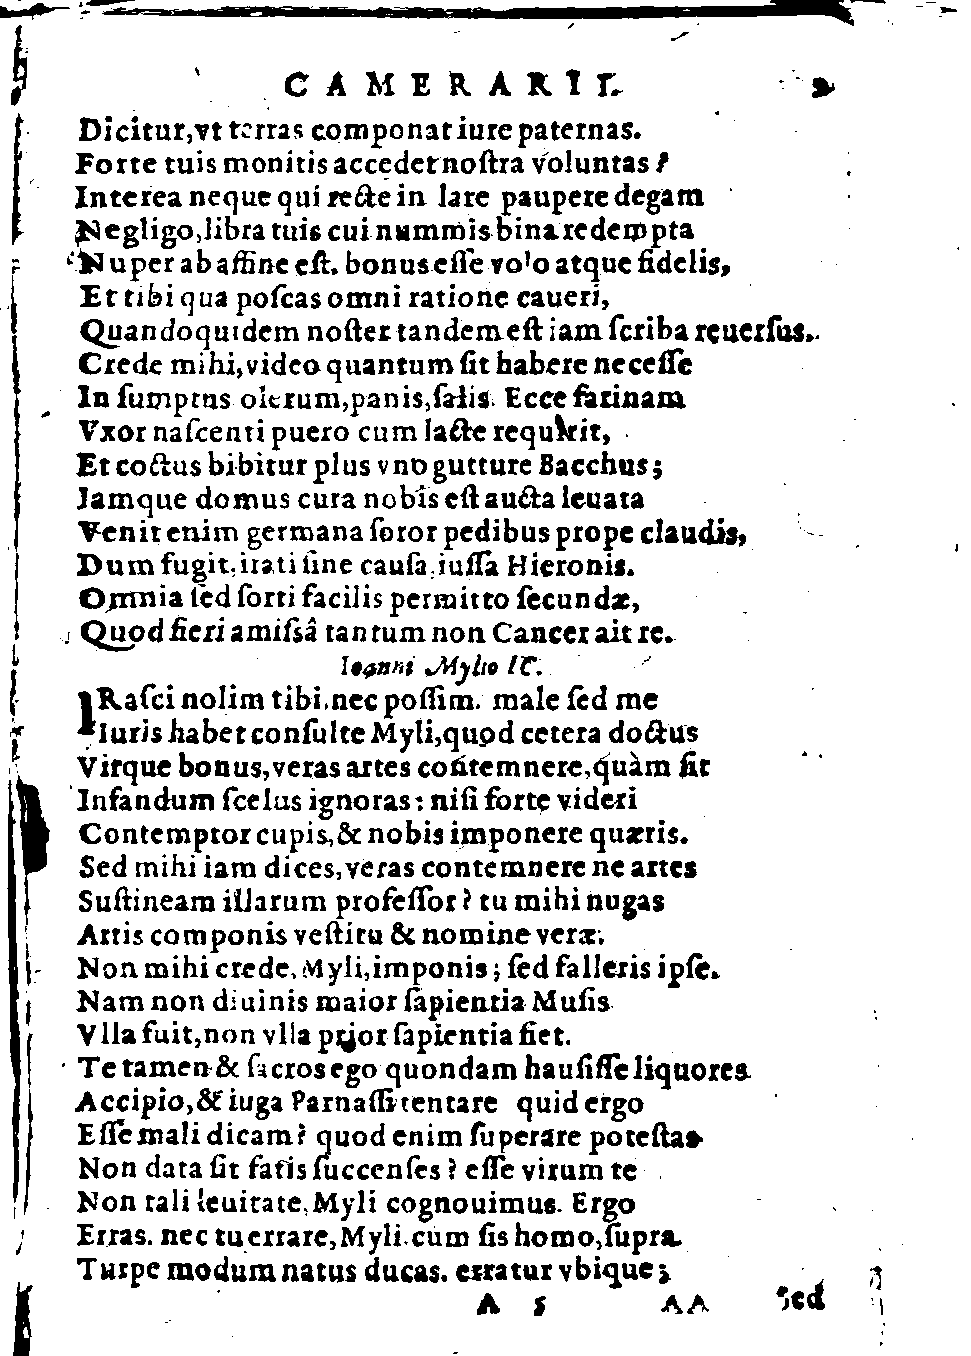 CAMERARII. 9
Dicitur,vt terras componat iure paternas.
Forte tuis monitis accedet noſtra voluntas?
Interea neque qui recte in lare paupere degam
Negligo,libra tuis cui nummis bina redempta
Nuper ab affine eſt. bonus eſſe volo atque fidelis,
Et tibi qua poſcas omni ratione caueri,
Quandoquidem noſter tandem eſt iam ſcriba reuerſus.
Crede mihi,video quantum ſit habere neceſſe
In ſumptus olerum,panis,ſalis. Ecce farinam
Vxor naſcenti puero cum lacte requirit,
Et coctus bibitur plus vno gutture Bacchus;
Jamque domus cura nobis eſt aucta leuata
Venit enim germana ſoror pedibus prope claudis,
Dum fugit,irati ſine cauſa,iuſſa Hieronis.
Omnia ſed ſorti facilis permitto ſecundæ,
Quod fieri amiſsâ tantum non Cancer ait re.
Ioanni Mylio IC.
IRaſci nolim tibi,nec poſſim. male ſed me
Iuris habet conſulte Myli,quod cetera doctus
Virque bonus,veras artes contemnere,quàm ſit
Infandum ſcelus ignoras: niſi forte videri
Contemptor cupis,& nobis imponere quæris.
Sed mihi iam dices,veras contemnere ne artes
Suſtineam illarum profeſſor? tu mihi nugas
Artis componis veſtitu & nomine veræ.
Non mihi crede,Myli,imponis; ſed falleris ipſe.
Nam non diuinis maior ſapientia Muſis
Vlla fuit,non vlla prior ſapientia fiet.
Te tamen & ſacros ego quondam hauſiſſe liquores
Accipio,& iuga Parnaſſi tentare quid ergo
Eſſe mali dicam? quod enim ſuperare poteſtas
Non data ſit fatis ſuccenſes? eſſe virum te
Non tali leuitate,Myli cognouimus. Ergo
Erras. nec tu errare,Myli,cum ſis homo,ſupra
Turpe modum natus ducas. erratur vbique;
A 5 AA Sed